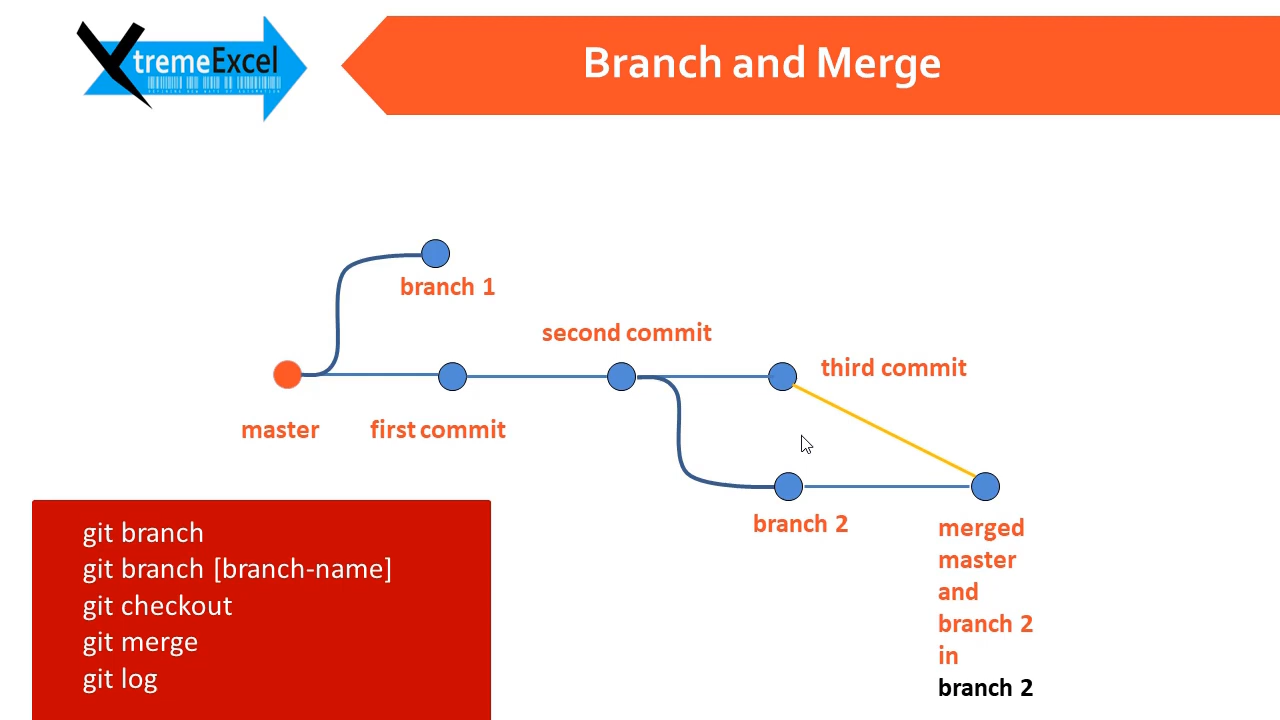 XtremeExcel
Branch and Merge
branch 1
second commit
third commit
master
first commit
branch 2
merged
master
and
branch 2
in
branch 2
git branch
git branch [branch-name]
git checkout
git merge
git log